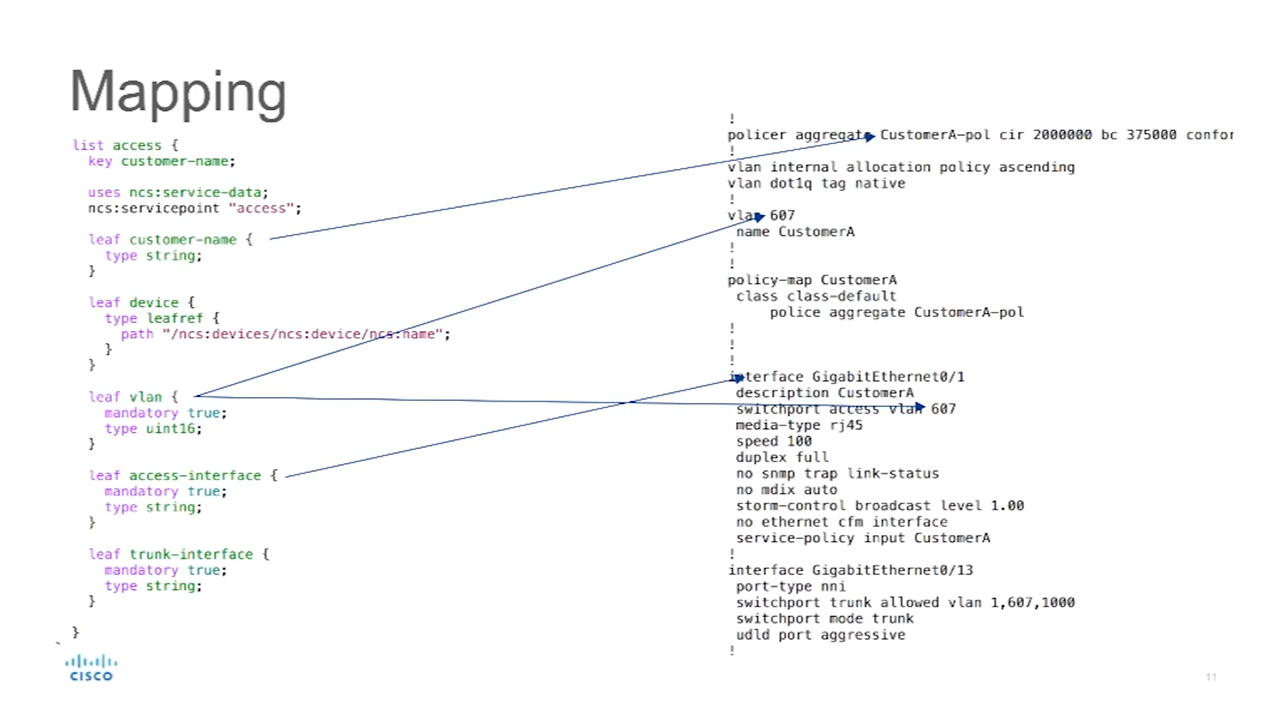 Mapping
list access {
key customer-name;
uses ncs:service-data;
ncs:servicepoint "access";
leaf customer-name {
type string;
}
leaf device {
type leafref {
path "/ncs:devices/ncs:device/ncs:name";
}
}
leaf vlan {
mandatory true;
type uint16;
}
leaf access-interface {
mandatory true;
type string;
}
leaf trunk-interface {
mandatory true;
type string;
}
}
!
policer aggregate CustomerA-pol cir 2000000 bc 375000 confor
!
vlan internal allocation policy ascending
vlan dot1q tag native
!
vlan 607
name CustomerA
!
!
policy-map CustomerA
class class-default
police aggregate CustomerA-pol
!
!
!
interface GigabitEthernet0/1
description CustomerA
switchport access vlan 607
media-type rj45
speed 100
duplex full
no snmp trap link-status
no mdix auto
storm-control broadcast level 1.00
no ethernet cfm interface
service-policy input CustomerA
!
interface GigabitEthernet0/13
port-type nni
switchport trunk allowed vlan 1,607,1000
switchport mode trunk
udld port aggressive
!
CISCO
11